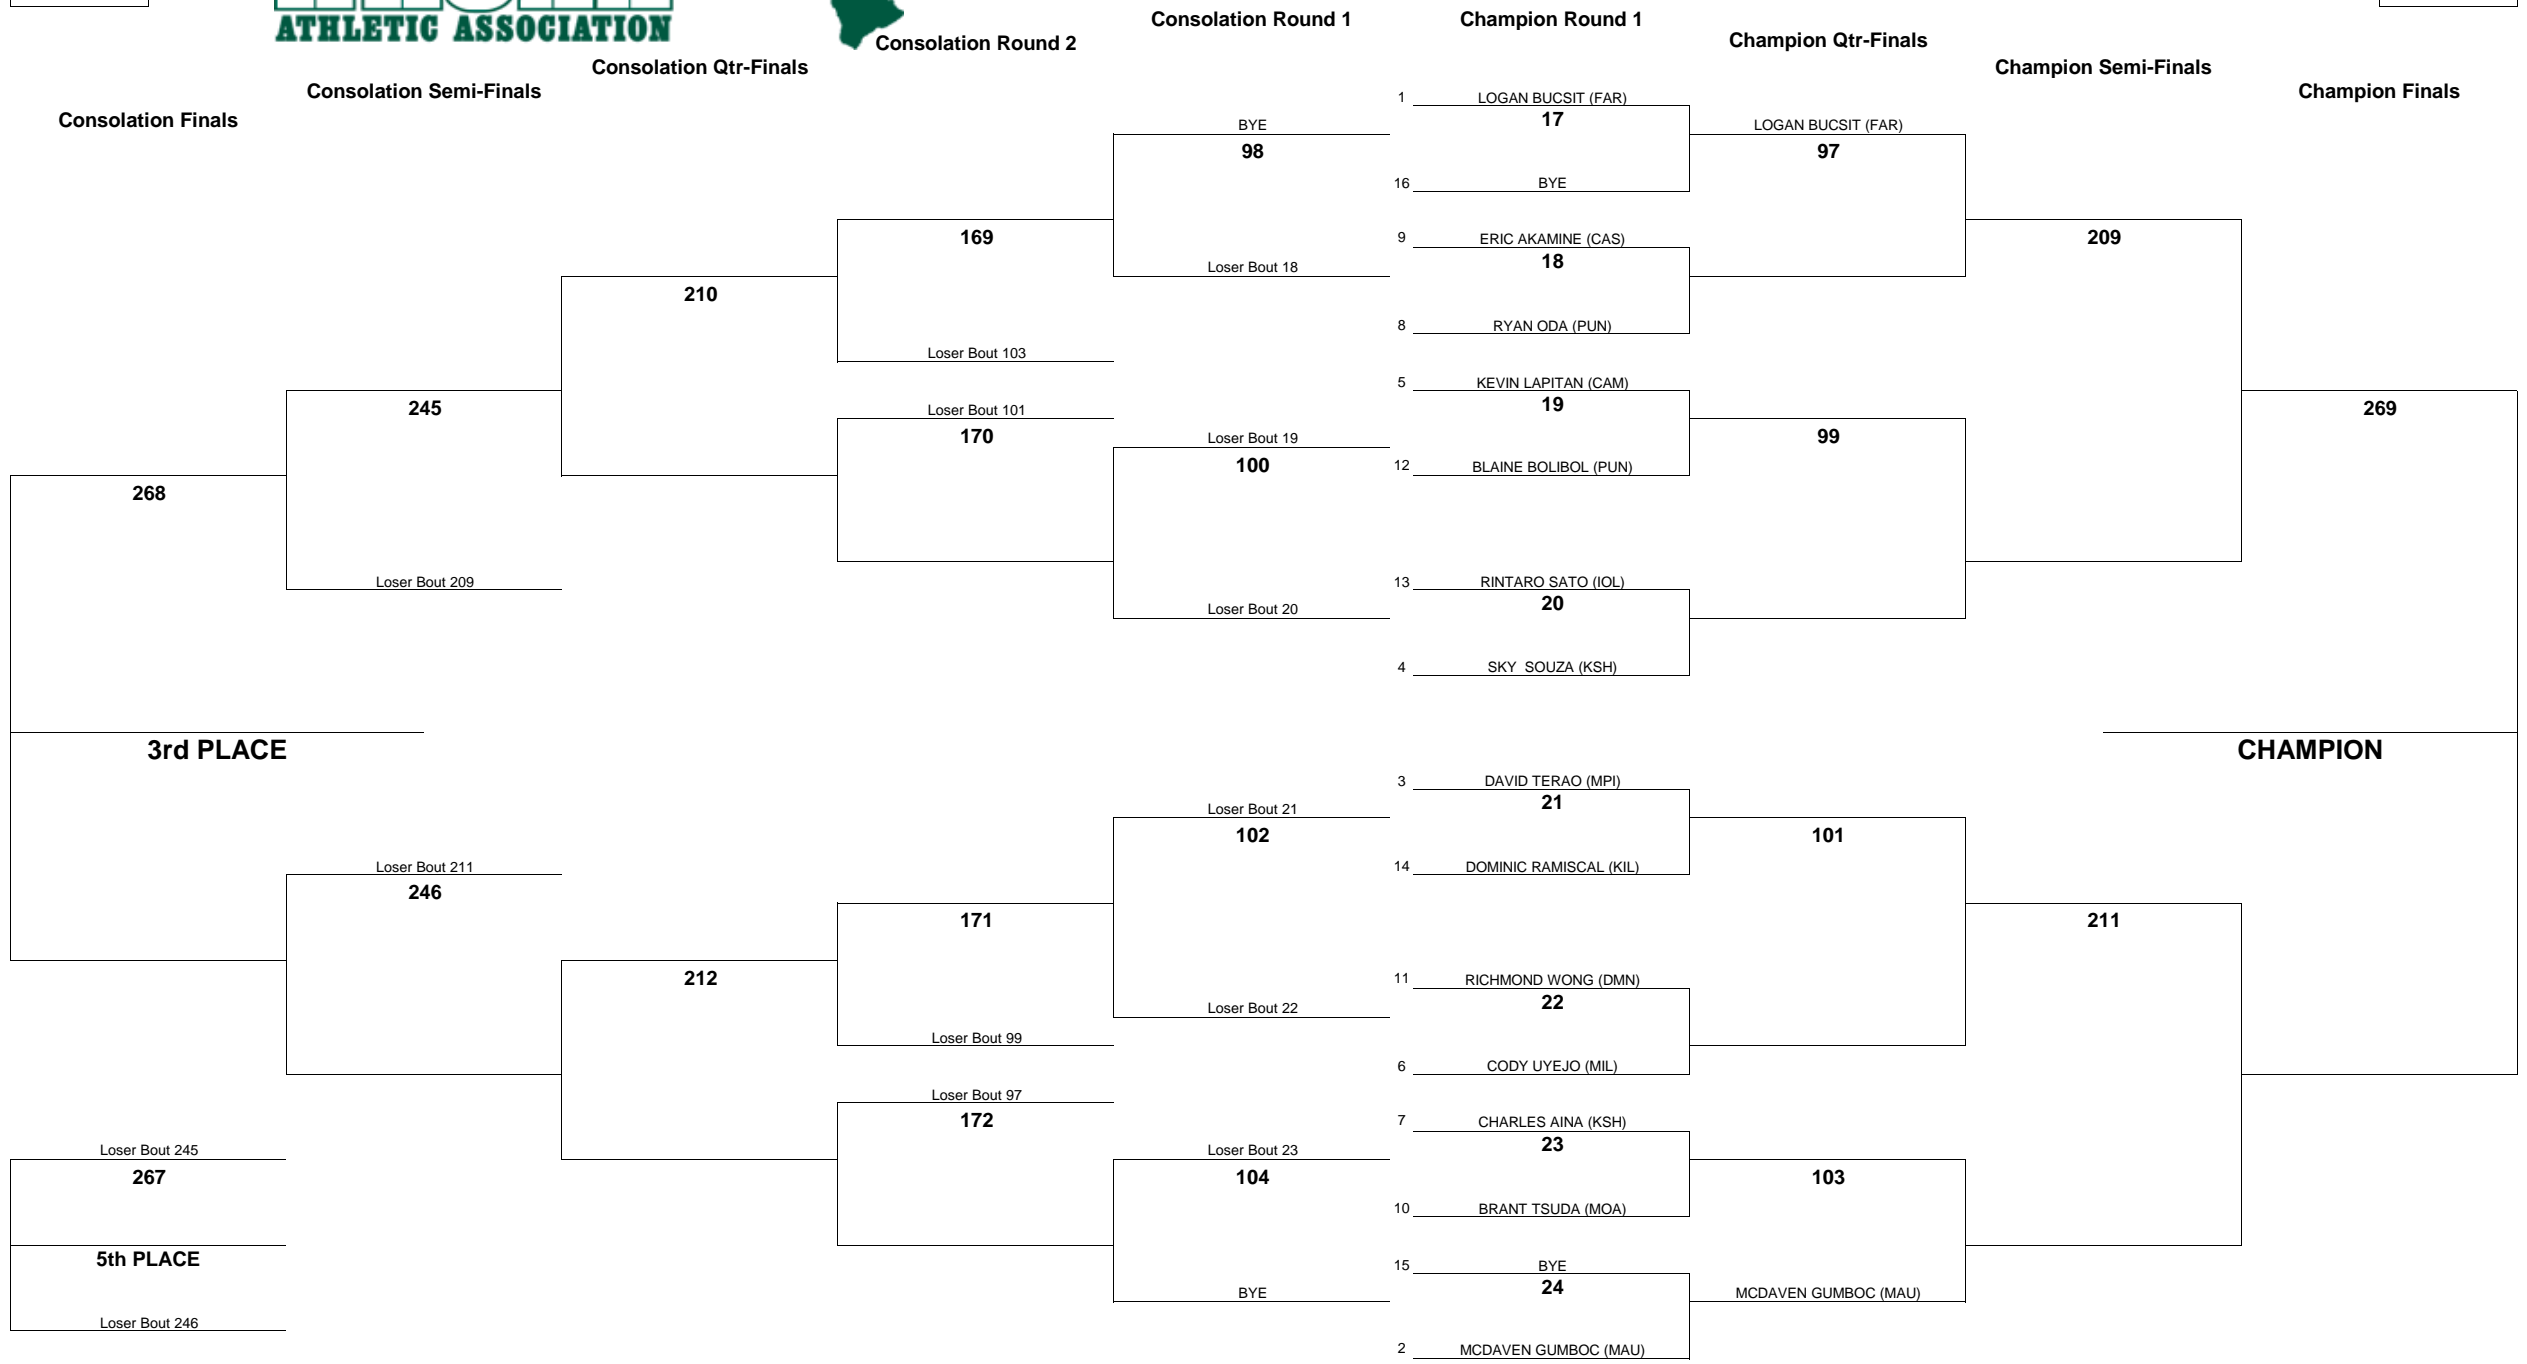 ATHLETIC ASSOCIATION
Consolation Round 1
Champion Round 1
Consolation Round 2
Champion Qtr-Finals
Consolation Qtr-Finals
Champion Semi-Finals
Consolation Semi-Finals
Champion Finals
Consolation Finals
1 LOGAN BUCSIT (FAR)
17
16 BYE
9 ERIC AKAMINE (CAS)
18
8 RYAN ODA (PUN)
5 KEVIN LAPITAN (CAM)
19
12 BLAINE BOLIBOL (PUN)
13 RINTARO SATO (IOL)
20
4 SKY SOUZA (KSH)
3 DAVID TERAO (MPI)
21
14 DOMINIC RAMISCAL (KIL)
11 RICHMOND WONG (DMN)
22
6 CODY UYEJO (MIL)
7 CHARLES AINA (KSH)
23
10 BRANT TSUDA (MOA)
15 BYE
24
2 MCDAVEN GUMBOC (MAU)
LOGAN BUCSIT (FAR)
97
99
101
103
MCDAVEN GUMBOC (MAU)
209
211
269
CHAMPION
BYE
98
Loser Bout 18
Loser Bout 19
100
Loser Bout 20
Loser Bout 21
102
Loser Bout 22
Loser Bout 23
104
BYE
169
Loser Bout 103
Loser Bout 101
170
171
Loser Bout 99
Loser Bout 97
172
210
212
245
Loser Bout 209
Loser Bout 211
246
268
3rd PLACE
Loser Bout 245
267
5th PLACE
Loser Bout 246